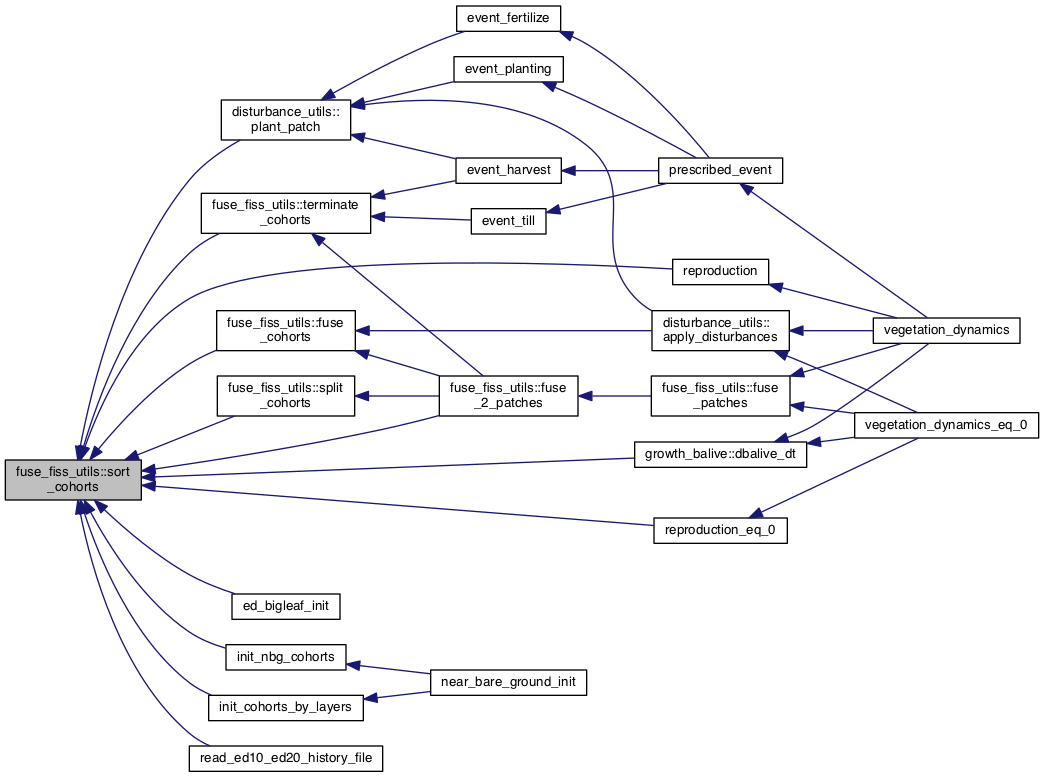 event_fertilize
event_planting
disturbance_utils::
plant_patch
event_harvest
prescribed_event
fuse_fiss_utils::terminate
_cohorts
event_till
reproduction
fuse_fiss_utils::fuse
_cohorts
disturbance_utils::
apply_disturbances
vegetation_dynamics
fuse_fiss_utils::split
_cohorts
fuse_fiss_utils::fuse
_2_patches
fuse_fiss_utils::fuse
_patches
vegetation_dynamics_eq_0
growth_balive::dbalive_dt
fuse_fiss_utils::sort
_cohorts
reproduction_eq_0
ed_bigleaf_init
init_nbg_cohorts
near_bare_ground_init
init_cohorts_by_layers
read_ed10_ed20_history_file